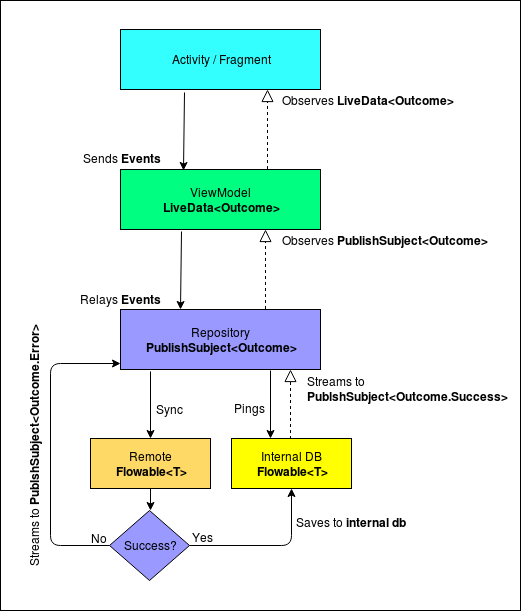 Activity / Fragment
Observes LiveData<Outcome>
Sends Events
ViewModel
LiveData<Outcome>
Observes PublishSubject<Outcome>
Relays Events
Repository
PublishSubject<Outcome>
Streams to
PublshSubject<Outcome.Success>
Sync
Pings
Remote
Flowable<T>
Internal DB
Flowable<T>
Saves to internal db
Success?
No
Yes
Streams to PublshSubject<Outcome.Error>